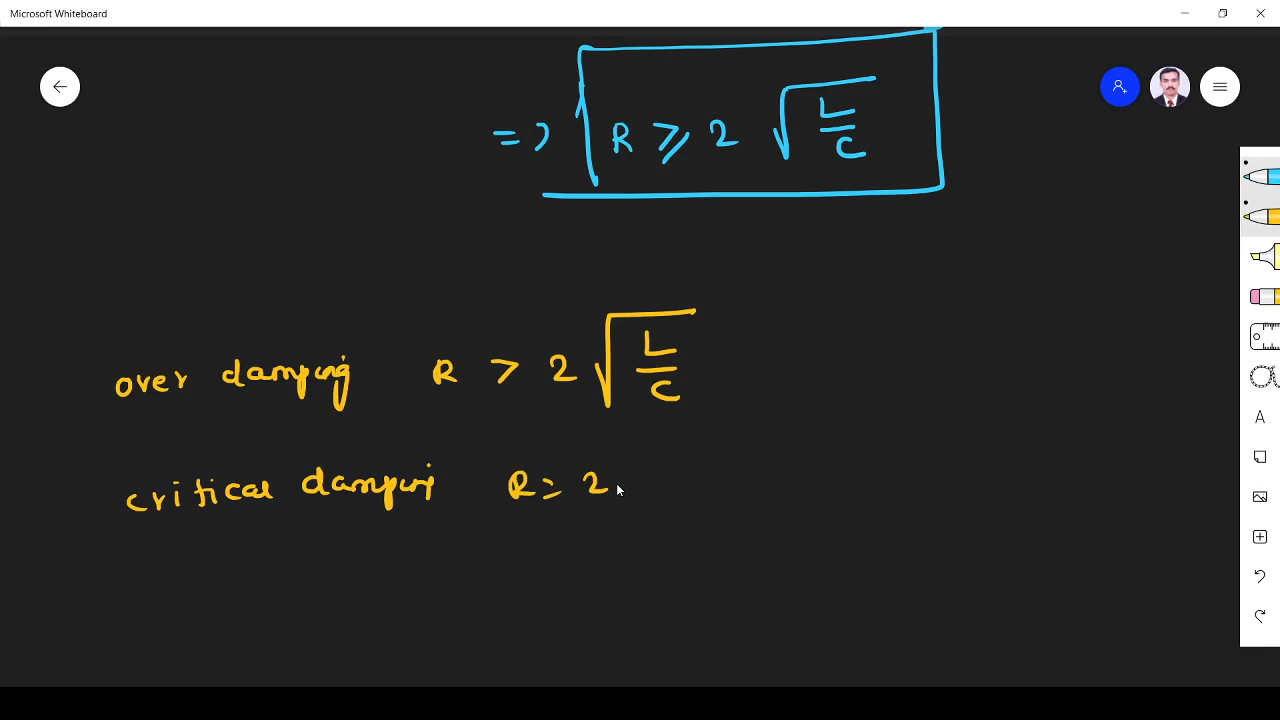 Microsoft Whiteboard
=> R ⩾ 2 √(L/C)
over damping R > 2 √(L/C)
critical damping R = 2
A